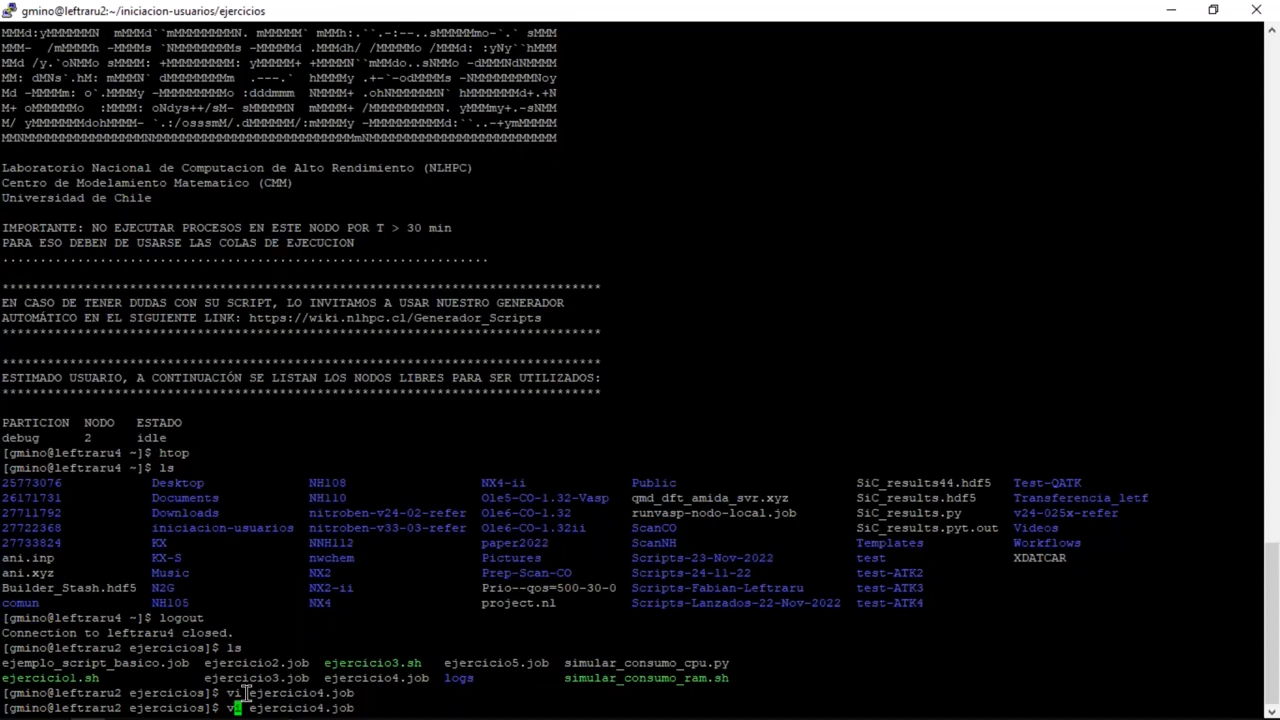 gmino@leftraru2:~/iniciacion-usuarios/ejercicios
Laboratorio Nacional de Computacion de Alto Rendimiento (NLHPC)
Centro de Modelamiento Matematico (CMM)
Universidad de Chile
IMPORTANTE: NO EJECUTAR PROCESOS EN ESTE NODO POR T > 30 min
PARA ESO DEBEN DE USARSE LAS COLAS DE EJECUCION
.................................................................
********************************************************************************
EN CASO DE TENER DUDAS CON SU SCRIPT, LO INVITAMOS A USAR NUESTRO GENERADOR
AUTOMÁTICO EN EL SIGUIENTE LINK: https://wiki.nlhpc.cl/Generador_Scripts
********************************************************************************
********************************************************************************
ESTIMADO USUARIO, A CONTINUACIÓN SE LISTAN LOS NODOS LIBRES PARA SER UTILIZADOS:
********************************************************************************
PARTICION NODO ESTADO
debug 2 idle
[gmino@leftraru4 ~]$ htop
[gmino@leftraru4 ~]$ ls
25773076 Desktop NH108 NX4-ii Public SiC_results44.hdf5 Test-QATK
26171731 Documents NH110 Ole5-CO-1.32-Vasp qmd_dft_amida_svr.xyz SiC_results.hdf5 Transferencia_letf
27711792 Downloads nitroben-v24-02-refer Ole6-CO-1.32 runvasp-nodo-local.job SiC_results.py v24-025x-refer
27722368 iniciacion-usuarios nitroben-v33-03-refer Ole6-CO-1.32ii ScanCO SiC_results.pyt.out Videos
27733824 KX NNH112 paper2022 ScanNH Templates Workflows
ani.inp KX-S nwchem Pictures Scripts-23-Nov-2022 test XDATCAR
ani.xyz Music NX2 Prep-Scan-CO Scripts-24-11-22 test-ATK2
Builder_Stash.hdf5 N2G NX2-ii Prio--qos=500-30-0 Scripts-Fabian-Leftraru test-ATK3
comun NH105 NX4 project.nl Scripts-Lanzados-22-Nov-2022 test-ATK4
[gmino@leftraru4 ~]$ logout
Connection to leftraru4 closed.
[gmino@leftraru2 ejercicios]$ ls
ejemplo_script_basico.job ejercicio2.job ejercicio3.sh ejercicio5.job simular_consumo_cpu.py
ejercicio1.sh ejercicio3.job ejercicio4.job logs simular_consumo_ram.sh
[gmino@leftraru2 ejercicios]$ vi ejercicio4.job
[gmino@leftraru2 ejercicios]$ vi ejercicio4.job